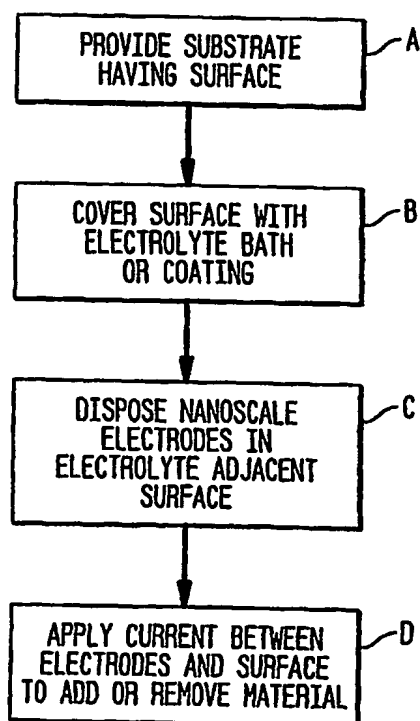 PROVIDE SUBSTRATE
HAVING SURFACE
A
COVER SURFACE WITH
ELECTROLYTE BATH
OR COATING
B
DISPOSE NANOSCALE
ELECTRODES IN
ELECTROLYTE ADJACENT
SURFACE
C
APPLY CURRENT BETWEEN
ELECTRODES AND SURFACE
TO ADD OR REMOVE MATERIAL
D